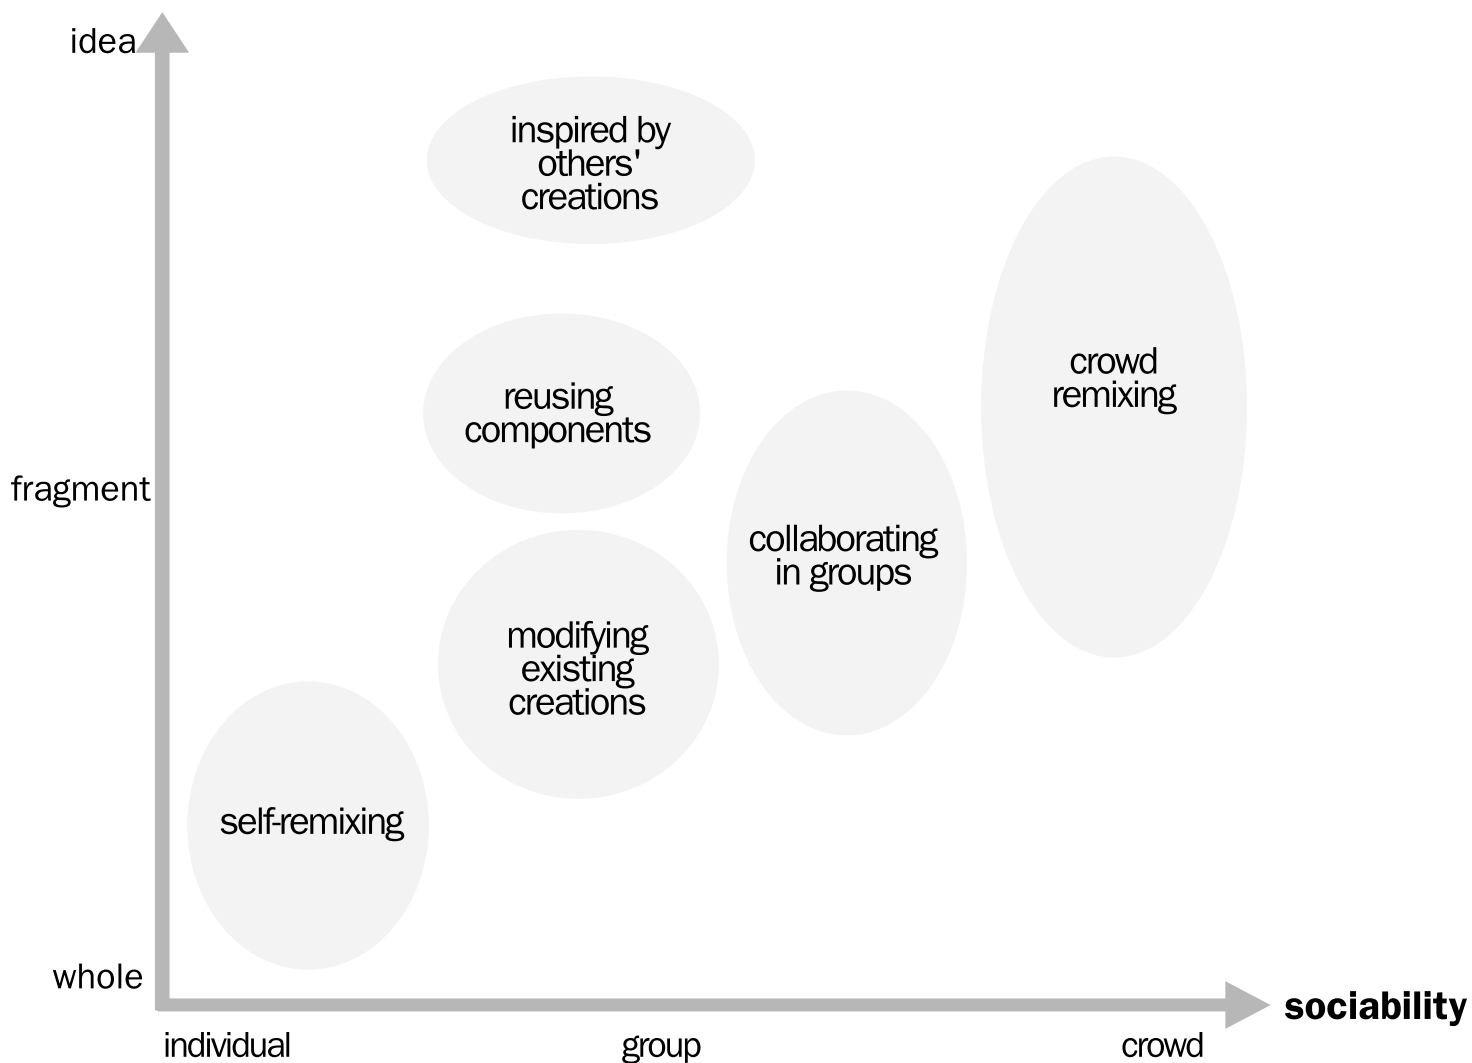 idea
inspired by
others'
creations
crowd
remixing
reusing
components
fragment
collaborating
in groups
modifying
existing
creations
self-remixing
whole
sociability
individual
group
crowd